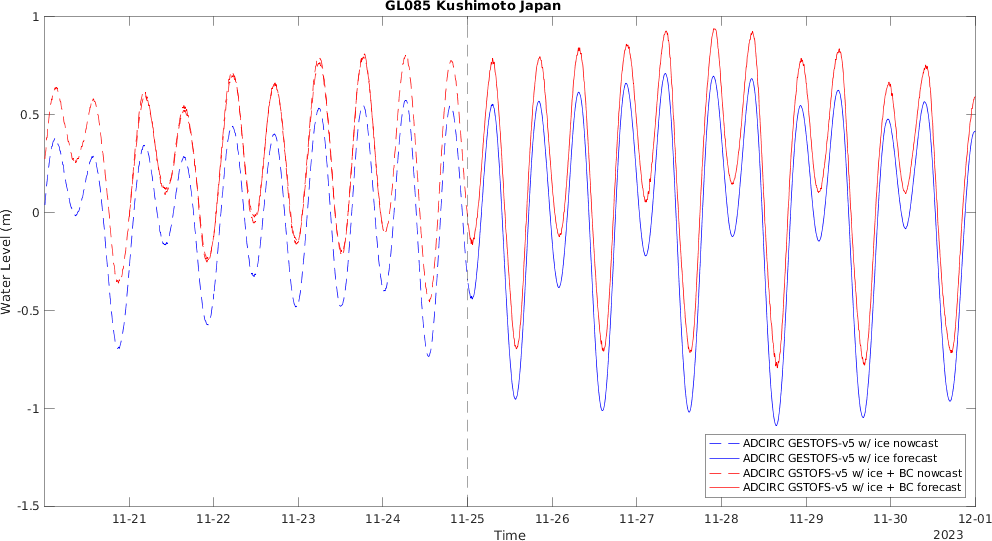 GL085 Kushimoto Japan
1
0.5
0
-0.5
-1
-1.5
Water Level (m)
11-21 11-22 11-23 11-24 11-25 11-26 11-27 11-28 11-29 11-30 12-01
Time
2023
ADCIRC GESTOFS-v5 w/ ice nowcast
ADCIRC GESTOFS-v5 w/ ice forecast
ADCIRC GSTOFS-v5 w/ ice + BC nowcast
ADCIRC GSTOFS-v5 w/ ice + BC forecast